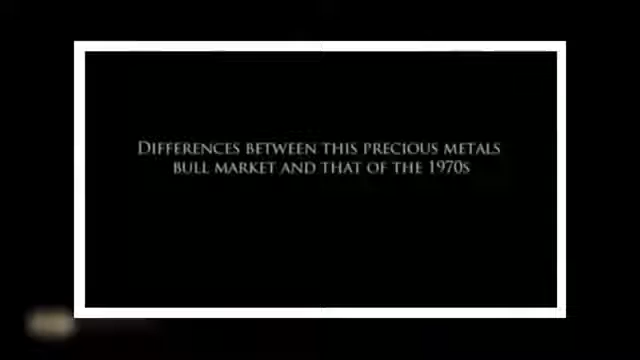 Differences between this precious metals
bull market and that of the 1970s